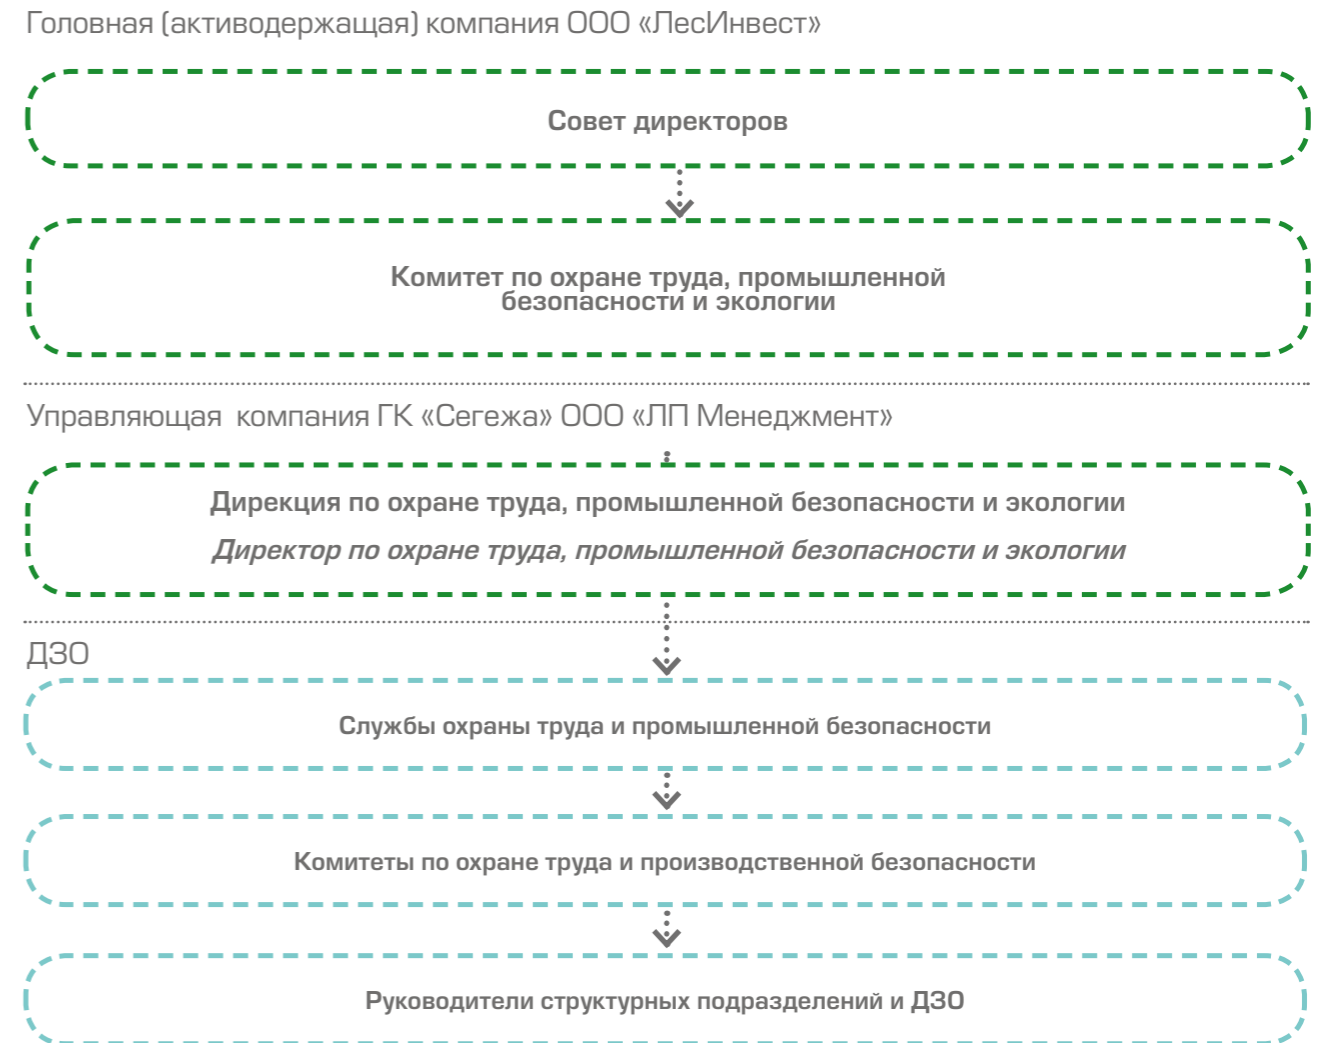 Головная (активодержащая) компания ООО «ЛесИнвест»
Совет директоров
Комитет по охране труда, промышленной
безопасности и экологии
Управляющая компания ГК «Сегежа» ООО «ЛП Менеджмент»
Дирекция по охране труда, промышленной безопасности и экологии
Директор по охране труда, промышленной безопасности и экологии
ДЗО
Службы охраны труда и промышленной безопасности
Комитеты по охране труда и производственной безопасности
Руководители структурных подразделений и ДЗО